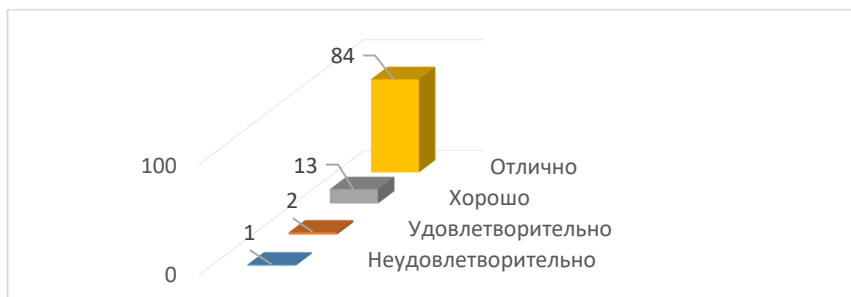 84
100
13
Отлично
Хорошо
2
Удовлетворительно
1
Неудовлетворительно
0